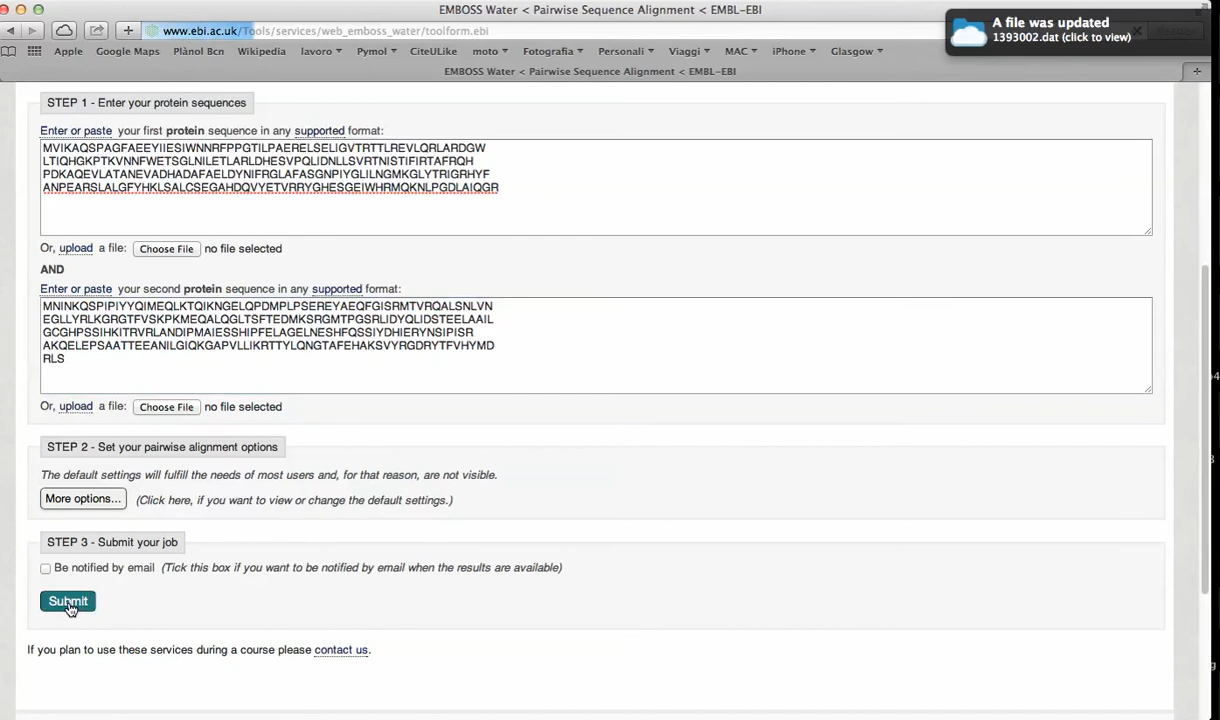 EMBOSS Water < Pairwise Sequence Alignment < EMBL-EBI
www.ebi.ac.uk/Tools/services/web_emboss_water/toolform.ebi
A file was updated
1393002.dat (click to view)
Apple Google Maps Plànol Bcn Wikipedia lavoro Pymol CiteULike moto Fotografia Personali Viaggi MAC iPhone Glasgow
EMBOSS Water < Pairwise Sequence Alignment < EMBL-EBI
STEP 1 - Enter your protein sequences
Enter or paste your first protein sequence in any supported format:
MVIKAQSPAGFAEEYIIESIWNNRFPPGTILPAERELSELIGVTRTTLREVLQRLARDGW
LTIQHGKPTKVNNFWETSGLNILETLARLDHESVPQLIDNLLSVRTNISTIFIRTAFRQH
PDKAQEVLATANEVADHADAFAELDYNIFRGLAFASGNPIYGLILNGMKGLYTRIGRHYF
ANPEARSLALGFYHKLSALCSEGAHDQVYETVRRYGHESGEIWHRMQKNLPGDLAIQGR
Or, upload a file: Choose File no file selected
AND
Enter or paste your second protein sequence in any supported format:
MNINKQSPIPIYYQIMEQLKTQIKNGELQPDMPLPSEREYAEQFGISRMTVRQALSNLVN
EGLLYRLKGRGTFVSKPKMEQALQGLTSFTEDMKSRGMTPGSRLIDYQLIDSTEELAAIL
GCGHPSSIHKITRVRLANDIPMAIESSHIPFELAGELNESHFQSSIYDHIERYNSIPISR
AKQELEPSAATTEEANILGIQKGAPVLLIKRTTYLQNGTAFEHAKSVYRGDRYTFVHYMD
RLS
Or, upload a file: Choose File no file selected
STEP 2 - Set your pairwise alignment options
The default settings will fulfill the needs of most users and, for that reason, are not visible.
More options... (Click here, if you want to view or change the default settings.)
STEP 3 - Submit your job
Be notified by email (Tick this box if you want to be notified by email when the results are available)
Submit
If you plan to use these services during a course please contact us.